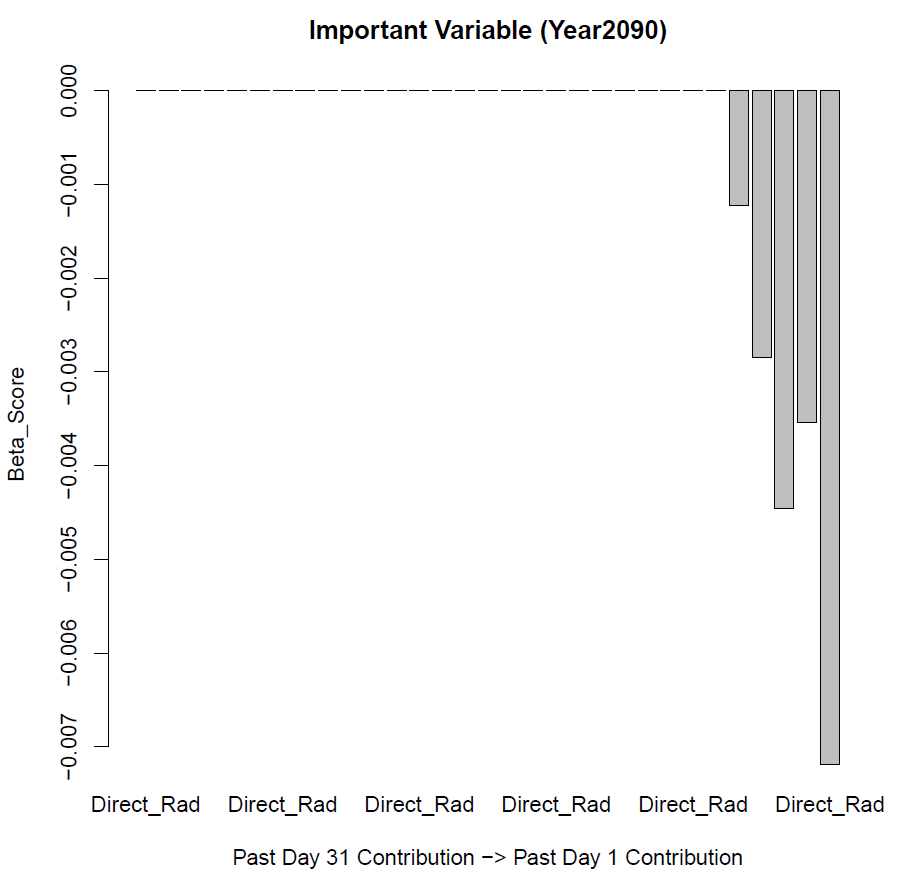 Important Variable (Year2090)
Beta_Score
0.000
−0.001
−0.002
−0.003
−0.004
−0.005
−0.006
−0.007
Direct_Rad Direct_Rad Direct_Rad Direct_Rad Direct_Rad Direct_Rad
Past Day 31 Contribution −> Past Day 1 Contribution